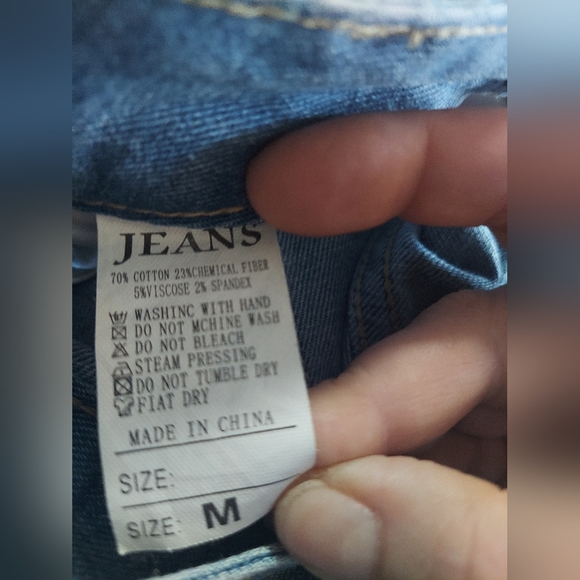 JEANS
70% COTTON 23%CHEMICAL FIBER
5%VISCOSE 2% SPANDEX
WASHINC WITH HAND
DO NOT MCHINE WASH
DO NOT BLEACH
STEAM PRESSING
DO NOT TUMBLE DRY
FIAT DRY
MADE IN CHINA
SIZE:
SIZE: M